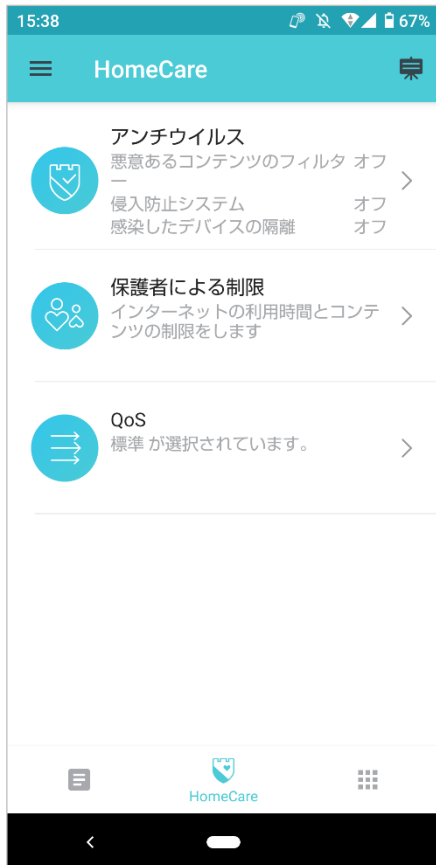 15:38
67%
HomeCare
アンチウイルス
悪意あるコンテンツのフィルタ オフ
ー
侵入防止システム オフ
感染したデバイスの隔離 オフ
保護者による制限
インターネットの利用時間とコンテ
ンツの制限をします
QoS
標準 が選択されています。
HomeCare